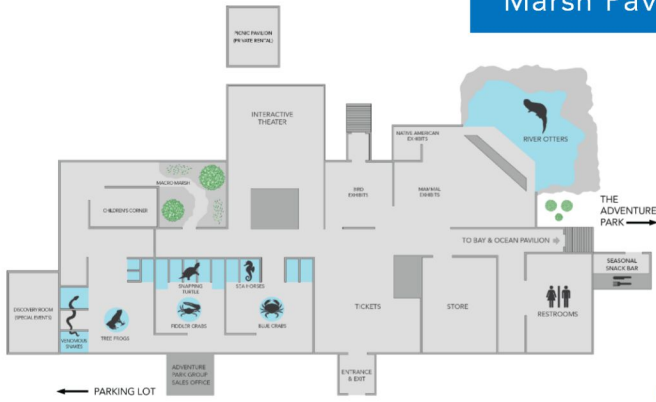 Marsh Pav
PICNIC PAVILION
(PRIVATE RENTAL)
INTERACTIVE
THEATER
NATIVE AMERICAN
EXHIBITS
RIVER OTTERS
MACRO MARSH
BIRD
EXHIBITS
MAMMAL
EXHIBITS
CHILDREN'S CORNER
THE
ADVENTURE
PARK
TO BAY & OCEAN PAVILION
SEASONAL
SNACK BAR
SNAPPING
TURTLE
SEA HORSES
DISCOVERY ROOM
(SPECIAL EVENTS)
VENOMOUS
SNAKES
TREE FROGS
FIDDLER CRABS
BLUE CRABS
TICKETS
STORE
RESTROOMS
ADVENTURE
PARK GROUP
SALES OFFICE
ENTRANCE
& EXIT
PARKING LOT